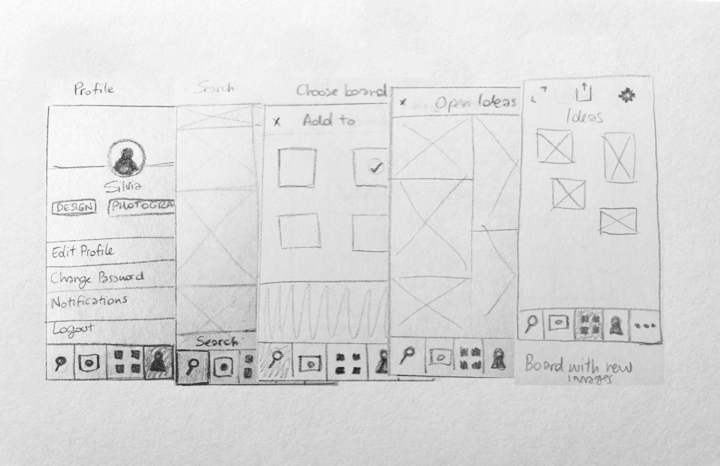 Profile
Silvia
DESIGN PHOTOGRA
Edit Profile
Change Password
Notifications
Logout
Search
Search
Choose board
x Add to
x Open Ideas
Ideas
Board with new
images